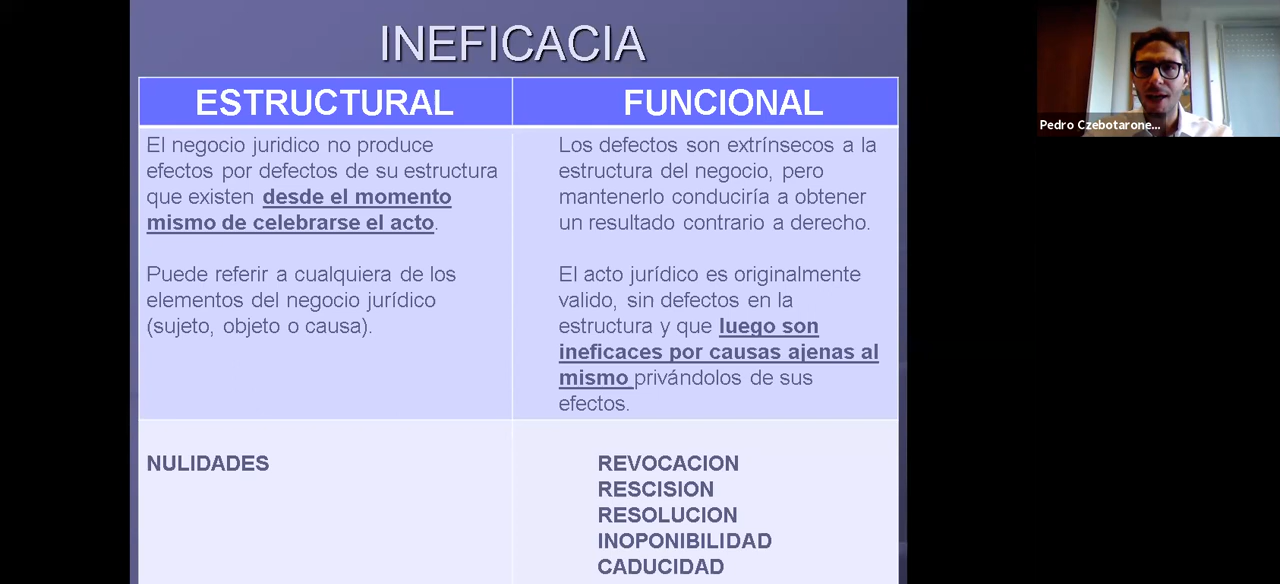 INEFICACIA
ESTRUCTURAL
FUNCIONAL
El negocio juridico no produce
efectos por defectos de su estructura
que existen desde el momento
mismo de celebrarse el acto.
Puede referir a cualquiera de los
elementos del negocio jurídico
(sujeto, objeto o causa).
Los defectos son extrínsecos a la
estructura del negocio, pero
mantenerlo conduciría a obtener
un resultado contrario a derecho.
El acto jurídico es originalmente
valido, sin defectos en la
estructura y que luego son
ineficaces por causas ajenas al
mismo privándolos de sus
efectos.
NULIDADES
REVOCACION
RESCISION
RESOLUCION
INOPONIBILIDAD
CADUCIDAD
Pedro Czebotarone...